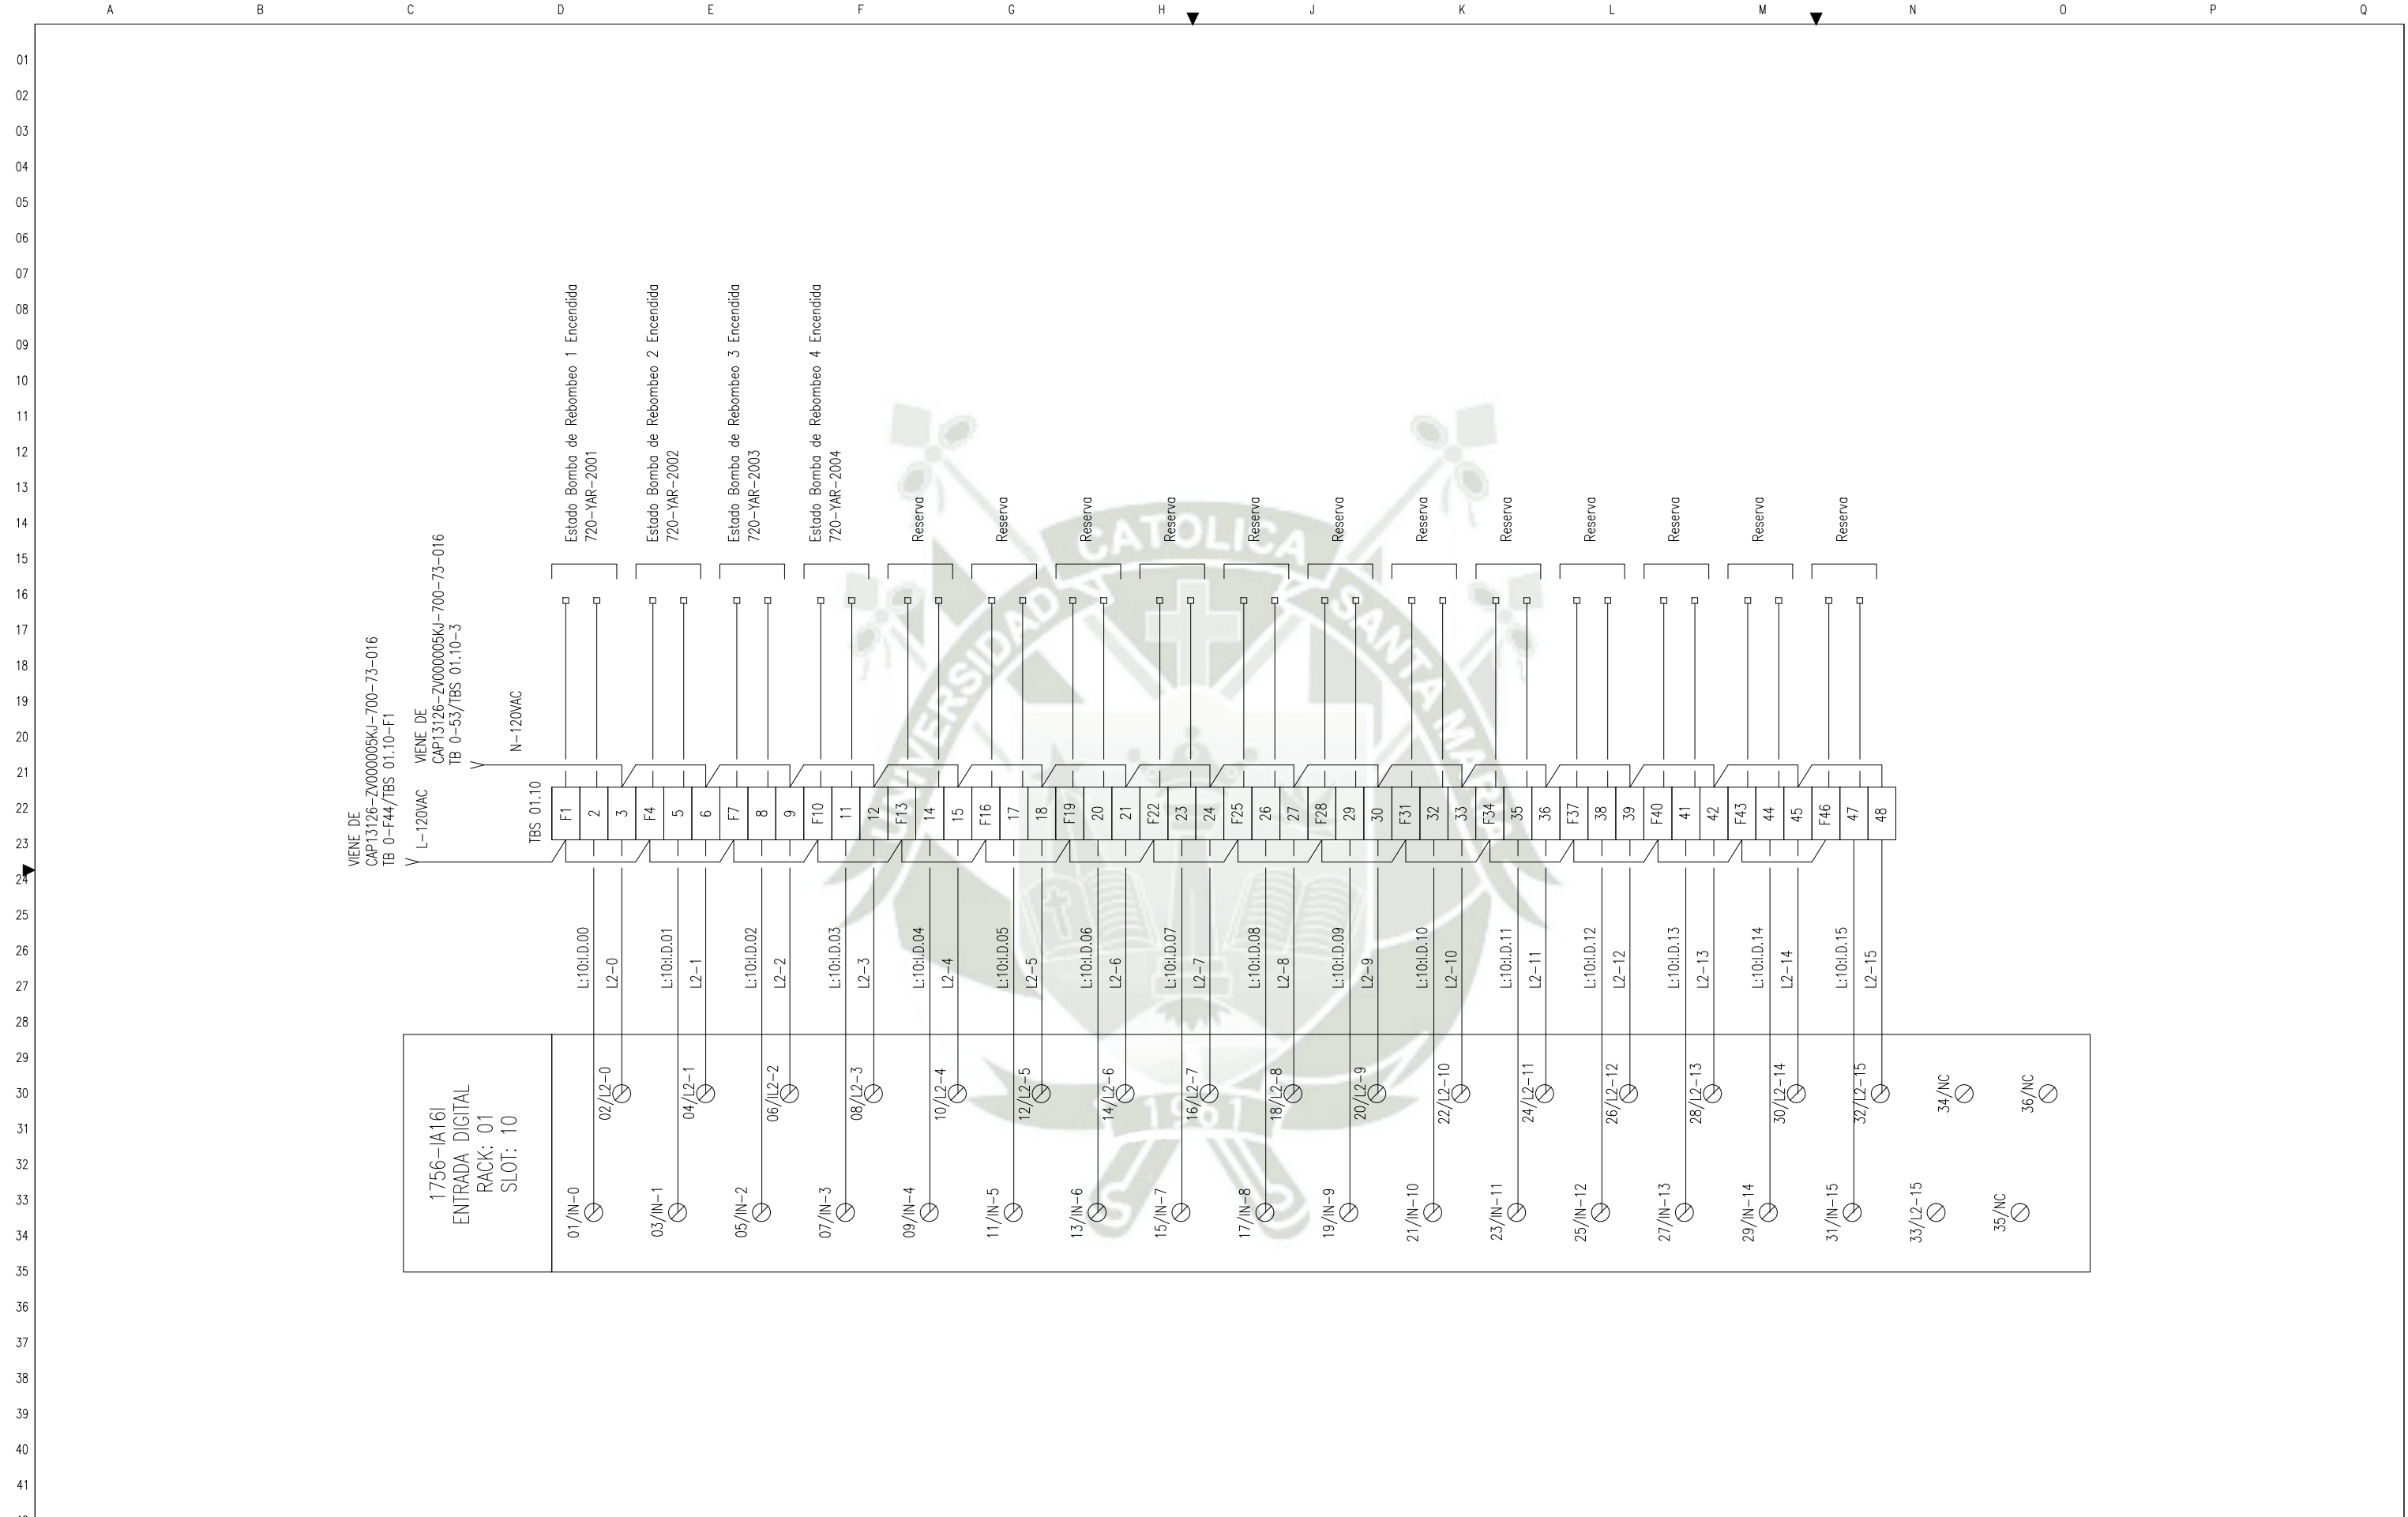 A B C D E F G H J K L M N O P Q
01
02
03
04
05
06
07
08
09
10
11
12
13
14
15
16
17
18
19
20
21
22
23
24
25
26
27
28
29
30
31
32
33
34
35
36
37
38
39
40
41
Estado Bomba de Rebombeo 1 Encendida
720-YAR-2001
Estado Bomba de Rebombeo 2 Encendida
720-YAR-2002
Estado Bomba de Rebombeo 3 Encendida
720-YAR-2003
Estado Bomba de Rebombeo 4 Encendida
720-YAR-2004
Reserva
Reserva
Reserva
Reserva
Reserva
Reserva
Reserva
Reserva
Reserva
Reserva
Reserva
Reserva
VIENE DE
CAP13126-ZV000005KJ-700-73-016
TB 0-F44/TBS 01.10-F1
L-120VAC
VIENE DE
CAP13126-ZV000005KJ-700-73-016
TB 0-53/TBS 01.10-3
N-120VAC
TBS 01.10
F1 2 3 F4 5 6 F7 8 9 F10 11 12 F13 14 15 F16 17 18 F19 20 21 F22 23 24 F25 26 27 F28 29 30 F31 32 33 F34 35 36 F37 38 39 F40 41 42 F43 44 45 F46 47 48
L:10:I.D.00
L2-0
L:10:I.D.01
L2-1
L:10:I.D.02
L2-2
L:10:I.D.03
L2-3
L:10:I.D.04
L2-4
L:10:I.D.05
L2-5
L:10:I.D.06
L2-6
L:10:I.D.07
L2-7
L:10:I.D.08
L2-8
L:10:I.D.09
L2-9
L:10:I.D.10
L2-10
L:10:I.D.11
L2-11
L:10:I.D.12
L2-12
L:10:I.D.13
L2-13
L:10:I.D.14
L2-14
L:10:I.D.15
L2-15
1756-IA16I
ENTRADA DIGITAL
RACK: 01
SLOT: 10
01/IN-0
02/L2-0
03/IN-1
04/L2-1
05/IN-2
06/IL2-2
07/IN-3
08/L2-3
09/IN-4
10/L2-4
11/IN-5
12/L2-5
13/IN-6
14/L2-6
15/IN-7
16/L2-7
17/IN-8
18/L2-8
19/IN-9
20/L2-9
21/IN-10
22/L2-10
23/IN-11
24/L2-11
25/IN-12
26/L2-12
27/IN-13
28/L2-13
29/IN-14
30/L2-14
31/IN-15
32/L2-15
33/L2-15
34/NC
35/NC
36/NC
UNIVERSIDAD CATOLICA SANTA MARIA
1961